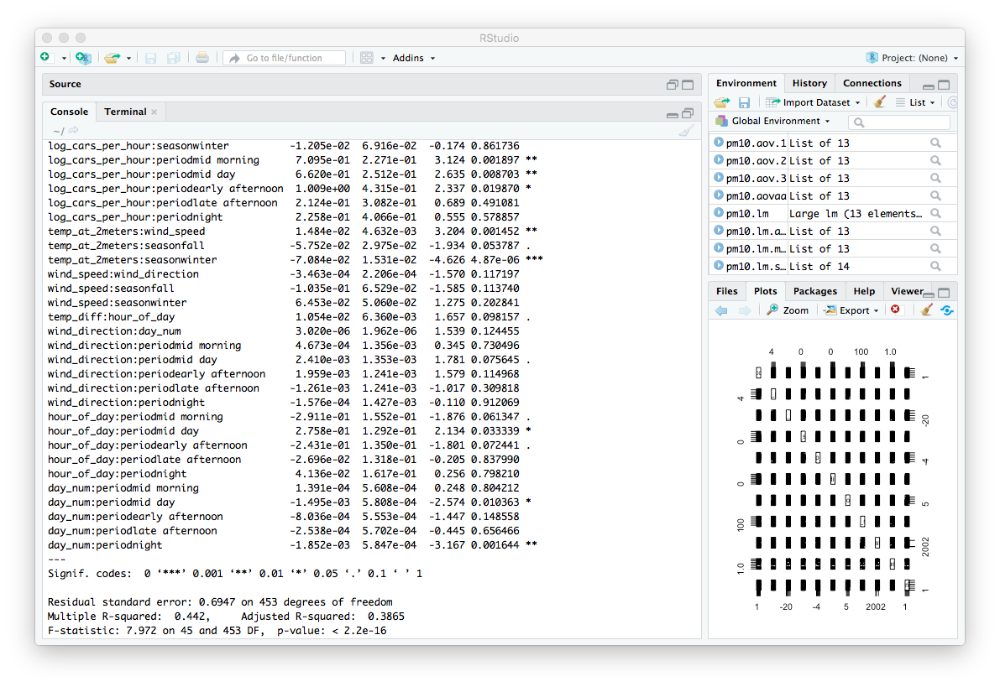 RStudio
Go to file/function
Addins
Project: (None)
Source
Console Terminal
~/
log_cars_per_hour:seasonwinter -1.205e-02 6.916e-02 -0.174 0.861736
log_cars_per_hour:periodmid morning 7.095e-01 2.271e-01 3.124 0.001897 **
log_cars_per_hour:periodmid day 6.620e-01 2.512e-01 2.635 0.008703 **
log_cars_per_hour:periodearly afternoon 1.009e+00 4.315e-01 2.337 0.019870 *
log_cars_per_hour:periodlate afternoon 2.124e-01 3.082e-01 0.689 0.491081
log_cars_per_hour:periodnight 2.258e-01 4.066e-01 0.555 0.578857
temp_at_2meters:wind_speed 1.484e-02 4.632e-03 3.204 0.001452 **
temp_at_2meters:seasonfall -5.752e-02 2.975e-02 -1.934 0.053787 .
temp_at_2meters:seasonwinter -7.084e-02 1.531e-02 -4.626 4.87e-06 ***
wind_speed:wind_direction -3.463e-04 2.206e-04 -1.570 0.117197
wind_speed:seasonfall -1.035e-01 6.529e-02 -1.585 0.113740
wind_speed:seasonwinter 6.453e-02 5.060e-02 1.275 0.202841
temp_diff:hour_of_day 1.054e-02 6.360e-03 1.657 0.098157 .
wind_direction:day_num 3.020e-06 1.962e-06 1.539 0.124455
wind_direction:periodmid morning 4.673e-04 1.356e-03 0.345 0.730496
wind_direction:periodmid day 2.410e-03 1.353e-03 1.781 0.075645 .
wind_direction:periodearly afternoon 1.959e-03 1.241e-03 1.579 0.114968
wind_direction:periodlate afternoon -1.261e-03 1.241e-03 -1.017 0.309818
wind_direction:periodnight -1.576e-04 1.427e-03 -0.110 0.912069
hour_of_day:periodmid morning -2.911e-01 1.552e-01 -1.876 0.061347 .
hour_of_day:periodmid day 2.758e-01 1.292e-01 2.134 0.033339 *
hour_of_day:periodearly afternoon -2.431e-01 1.350e-01 -1.801 0.072441 .
hour_of_day:periodlate afternoon -2.696e-02 1.318e-01 -0.205 0.837990
hour_of_day:periodnight 4.136e-02 1.617e-01 0.256 0.798210
day_num:periodmid morning 1.391e-04 5.608e-04 0.248 0.804212
day_num:periodmid day -1.495e-03 5.808e-04 -2.574 0.010363 *
day_num:periodearly afternoon -8.036e-04 5.553e-04 -1.447 0.148558
day_num:periodlate afternoon -2.538e-04 5.702e-04 -0.445 0.656466
day_num:periodnight -1.852e-03 5.847e-04 -3.167 0.001644 **
---
Signif. codes: 0 ‘***’ 0.001 ‘**’ 0.01 ‘*’ 0.05 ‘.’ 0.1 ‘ ’ 1
Residual standard error: 0.6947 on 453 degrees of freedom
Multiple R-squared: 0.442, Adjusted R-squared: 0.3865
F-statistic: 7.972 on 45 and 453 DF, p-value: < 2.2e-16
Environment History Connections
Import Dataset List
Global Environment
pm10.aov.1 List of 13
pm10.aov.2 List of 13
pm10.aov.3 List of 13
pm10.aovaa List of 13
pm10.lm Large lm (13 elements…
pm10.lm.a… List of 13
pm10.lm.m… List of 13
pm10.lm.s… List of 14
Files Plots Packages Help Viewer
Zoom Export
4 0 0 100 1.0
1
4
-20
0
-4
0
5
100
2002
1.0
1
1 -20 -4 5 2002 1